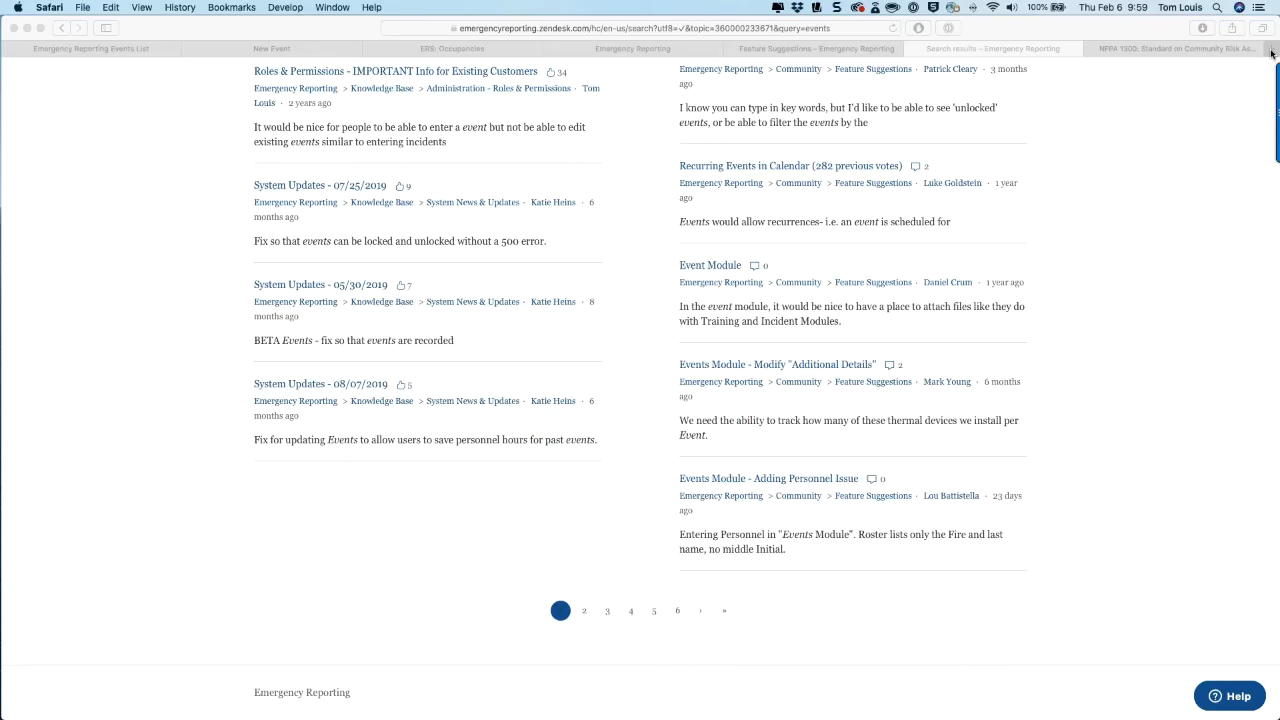 Safari File Edit View History Bookmarks Window Help
emergencyreporting.zendesk.com/hc/en-us/search?utf8=✓&topic=360000233671&query=events
Emergency Reporting Events List
New Event
ERS: Occupancies
Emergency Reporting
Feature Suggestions – Emergency Reporting
Search results – Emergency Reporting
NFPA 1300: Standard on Community Risk As...
Roles & Permissions - IMPORTANT Info for Existing Customers 34
Emergency Reporting > Knowledge Base > Administration - Roles & Permissions · Tom
Louis · 2 years ago
It would be nice for people to be able to enter a event but not be able to edit
existing events similar to entering incidents
System Updates - 07/25/2019 9
Emergency Reporting > Knowledge Base > System News & Updates · Katie Heins · 6
months ago
Fix so that events can be locked and unlocked without a 500 error.
System Updates - 05/30/2019 7
Emergency Reporting > Knowledge Base > System News & Updates · Katie Heins · 8
months ago
BETA Events - fix so that events are recorded
System Updates - 08/07/2019 5
Emergency Reporting > Knowledge Base > System News & Updates · Katie Heins · 6
months ago
Fix for updating Events to allow users to save personnel hours for past events.
Emergency Reporting > Community > Feature Suggestions · Patrick Cleary · 3 months
ago
I know you can type in key words, but I'd like to be able to see 'unlocked'
events, or be able to filter the events by the
Recurring Events in Calendar (282 previous votes) 2
Emergency Reporting > Community > Feature Suggestions · Luke Goldstein · 1 year
ago
Events would allow recurrences- i.e. an event is scheduled for
Event Module 0
Emergency Reporting > Community > Feature Suggestions · Daniel Crum · 1 year ago
In the event module, it would be nice to have a place to attach files like they do
with Training and Incident Modules.
Events Module - Modify "Additional Details" 2
Emergency Reporting > Community > Feature Suggestions · Mark Young · 6 months
ago
We need the ability to track how many of these thermal devices we install per
Event.
Events Module - Adding Personnel Issue 0
Emergency Reporting > Community > Feature Suggestions · Lou Battistella · 23 days
ago
Entering Personnel in "Events Module". Roster lists only the Fire and last
name, no middle Initial.
2 3 4 5 6 › »
Emergency Reporting
Help